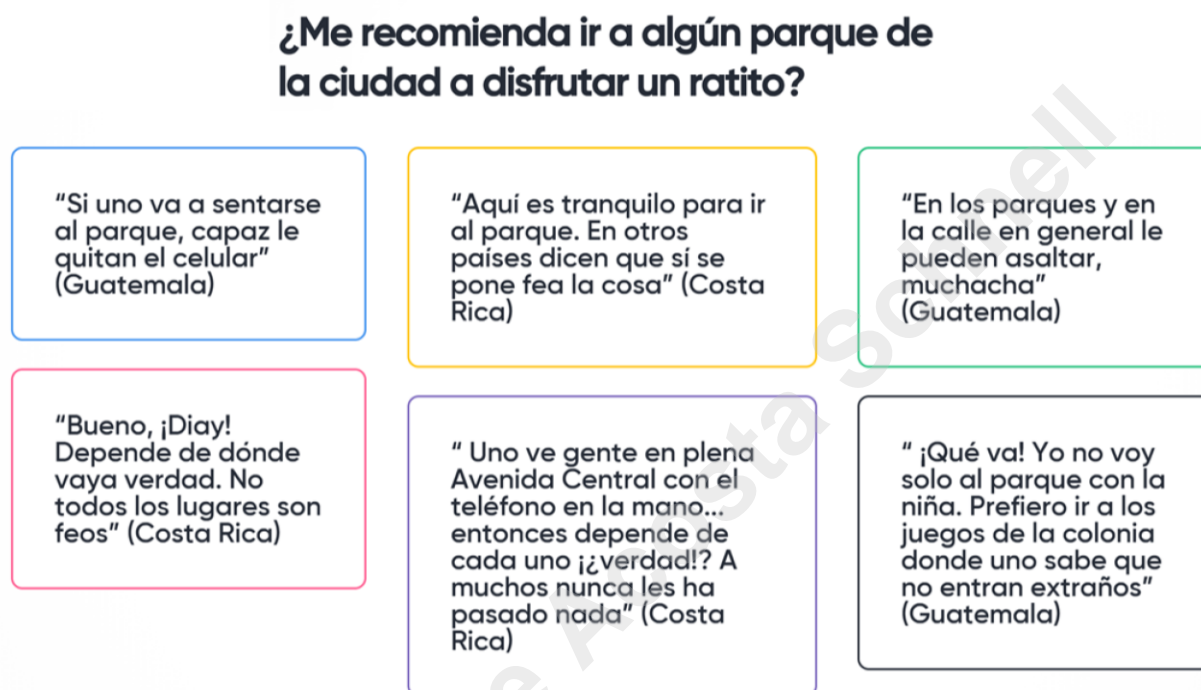 ¿Me recomienda ir a algún parque de
la ciudad a disfrutar un ratito?
“Si uno va a sentarse
al parque, capaz le
quitan el celular”
(Guatemala)
“Aquí es tranquilo para ir
al parque. En otros
países dicen que sí se
pone fea la cosa” (Costa
Rica)
“En los parques y en
la calle en general le
pueden asaltar,
muchacha”
(Guatemala)
“Bueno, ¡Diay!
Depende de dónde
vaya verdad. No
todos los lugares son
feos” (Costa Rica)
“ Uno ve gente en plena
Avenida Central con el
teléfono en la mano...
entonces depende de
cada uno ¡¿verdad!? A
muchos nunca les ha
pasado nada” (Costa
Rica)
“ ¡Qué va! Yo no voy
solo al parque con la
niña. Prefiero ir a los
juegos de la colonia
donde uno sabe que
no entran extraños”
(Guatemala)
Acosta Schnell